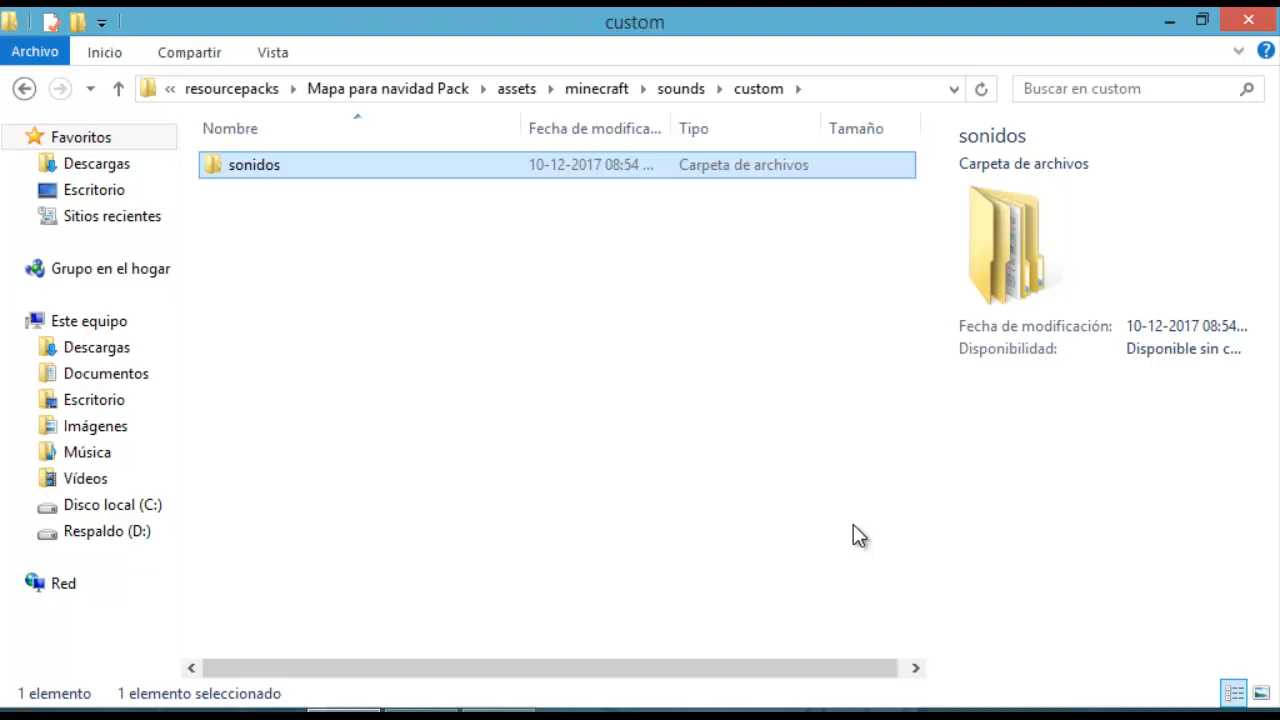 custom
Archivo Inicio Compartir Vista
« resourcepacks Mapa para navidad Pack assets minecraft sounds custom
Buscar en custom
Favoritos
Descargas
Escritorio
Sitios recientes
Grupo en el hogar
Este equipo
Descargas
Documentos
Escritorio
Imágenes
Música
Vídeos
Disco local (C:)
Respaldo (D:)
Red
Nombre Fecha de modifica... Tipo Tamaño
sonidos 10-12-2017 08:54 ... Carpeta de archivos
sonidos
Carpeta de archivos
Fecha de modificación: 10-12-2017 08:54...
Disponibilidad: Disponible sin c...
1 elemento 1 elemento seleccionado